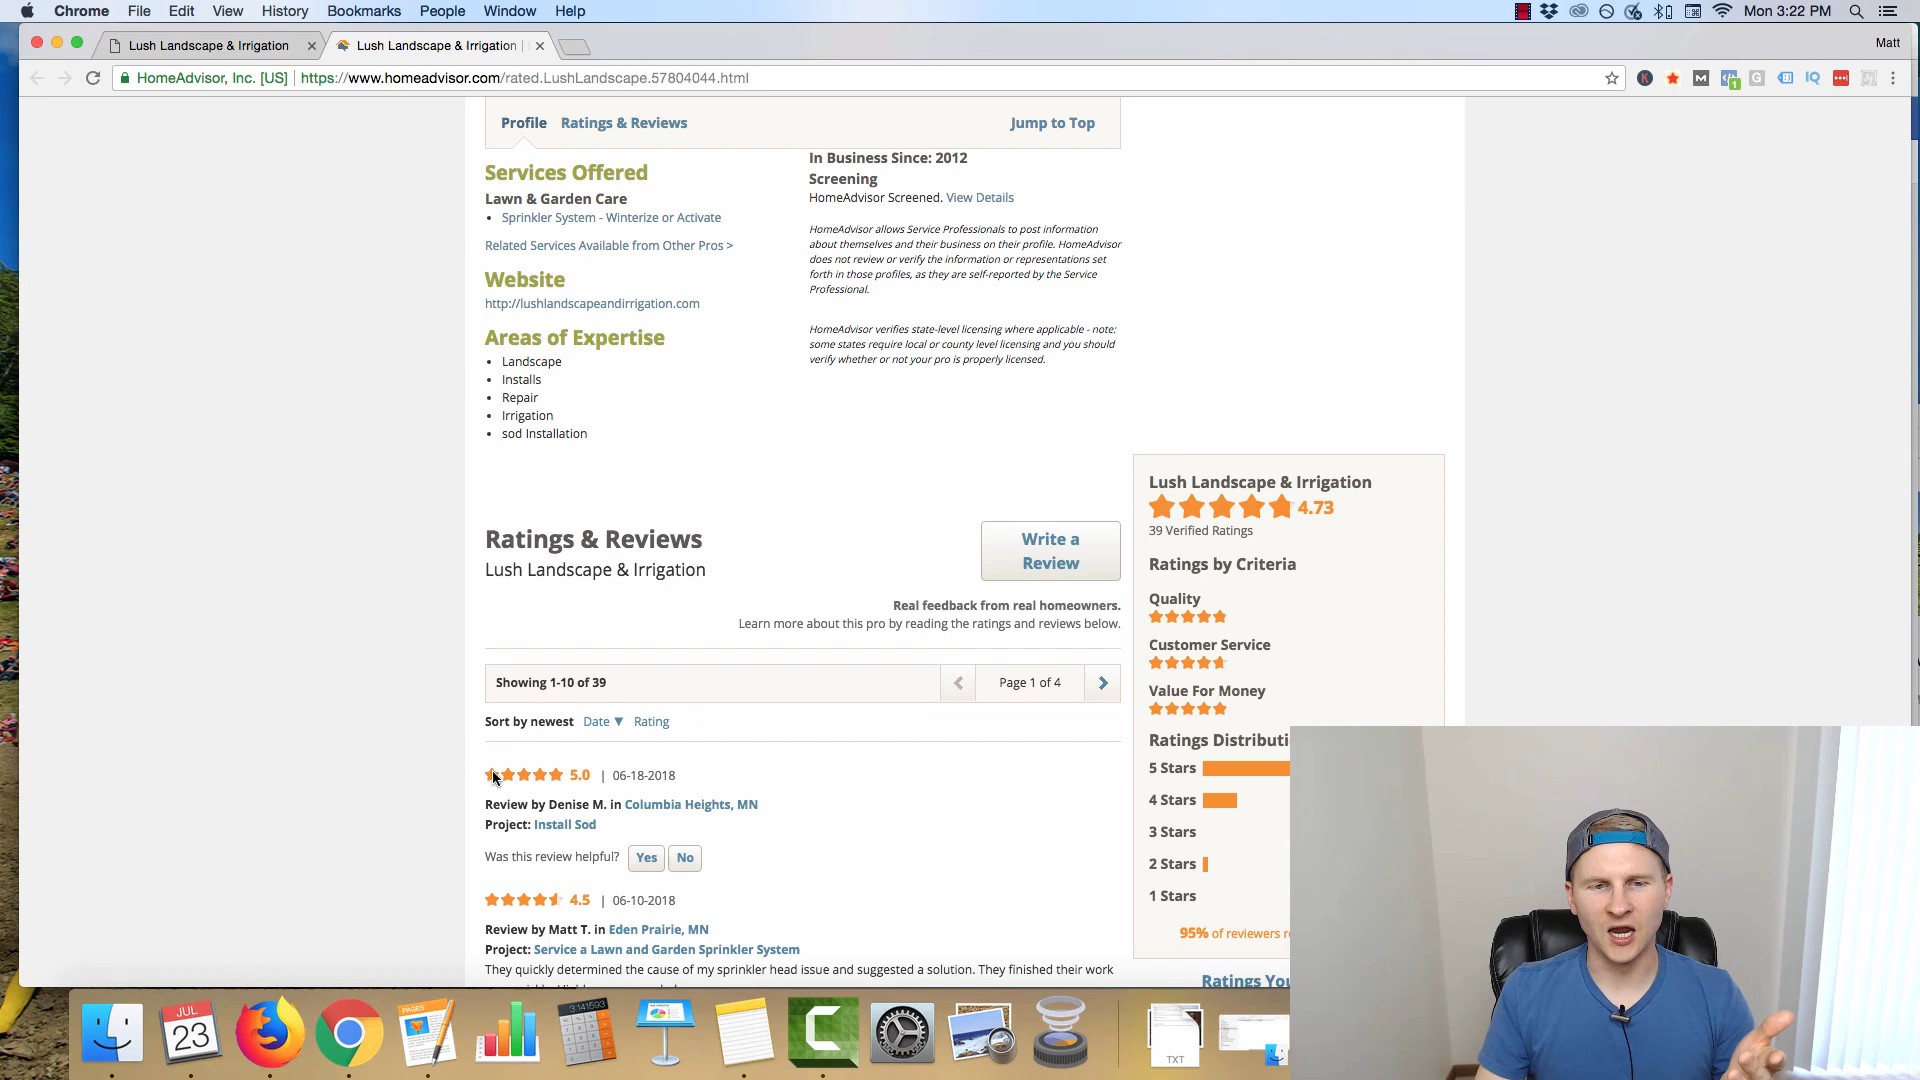 Chrome File Edit View History Bookmarks People Window Help Mon 3:22 PM
Lush Landscape & Irrigation
Lush Landscape & Irrigation |
Matt
HomeAdvisor, Inc. [US] | https://www.homeadvisor.com/rated.LushLandscape.57804044.html
Profile
Ratings & Reviews
Jump to Top
Services Offered
Lawn & Garden Care
• Sprinkler System - Winterize or Activate
Related Services Available from Other Pros >
Website
http://lushlandscapeandirrigation.com
Areas of Expertise
• Landscape
• Installs
• Repair
• Irrigation
• sod Installation
In Business Since: 2012
Screening
HomeAdvisor Screened. View Details
HomeAdvisor allows Service Professionals to post information
about themselves and their business on their profile. HomeAdvisor
does not review or verify the information or representations set
forth in those profiles, as they are self-reported by the Service
Professional.
HomeAdvisor verifies state-level licensing where applicable - note:
some states require local or county level licensing and you should
verify whether or not your pro is properly licensed.
Ratings & Reviews
Lush Landscape & Irrigation
Write a
Review
Real feedback from real homeowners.
Learn more about this pro by reading the ratings and reviews below.
Showing 1-10 of 39
Page 1 of 4
Sort by newest Date ▼ Rating
5.0 | 06-18-2018
Review by Denise M. in Columbia Heights, MN
Project: Install Sod
Was this review helpful? Yes No
4.5 | 06-10-2018
Review by Matt T. in Eden Prairie, MN
Project: Service a Lawn and Garden Sprinkler System
They quickly determined the cause of my sprinkler head issue and suggested a solution. They finished their work
Lush Landscape & Irrigation
4.73
39 Verified Ratings
Ratings by Criteria
Quality
Customer Service
Value For Money
Ratings Distributi
5 Stars
4 Stars
3 Stars
2 Stars
1 Stars
95% of reviewers re
Ratings You
JUL
23
PAGES
3.141593
TXT